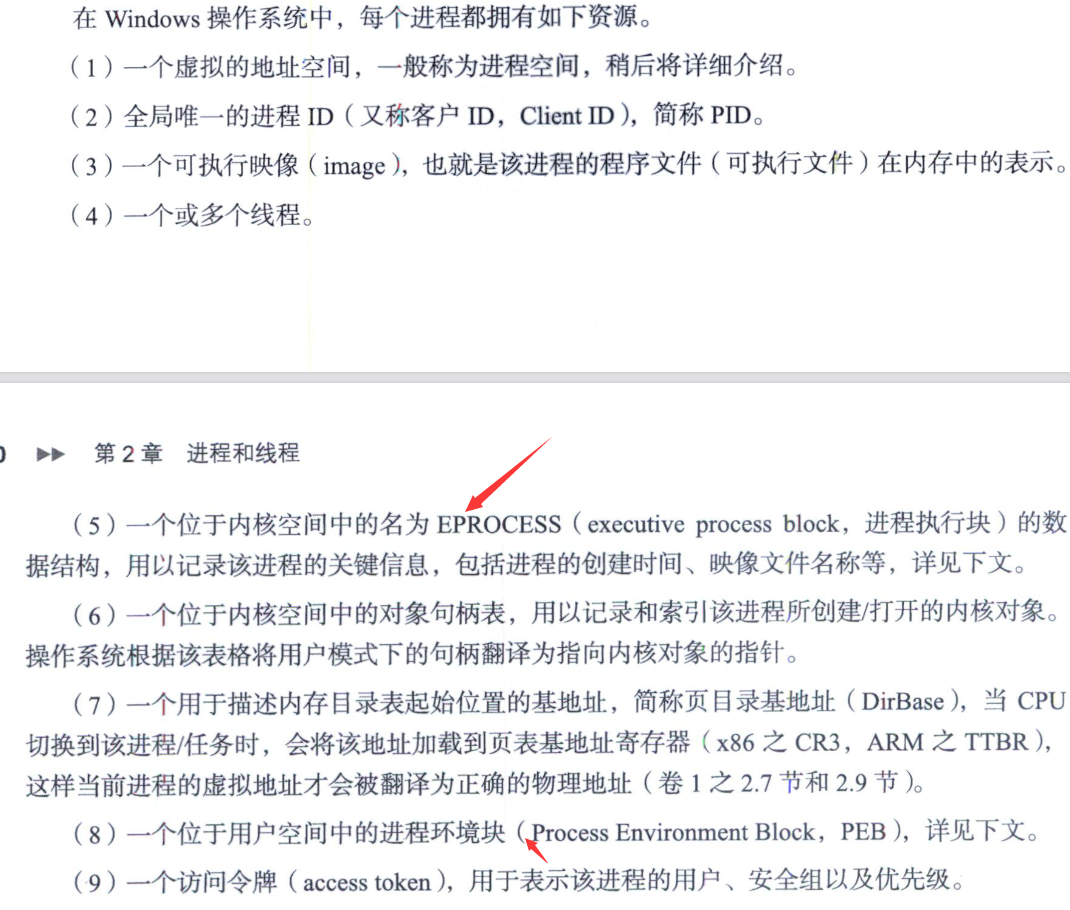 在 Windows 操作系统中，每个进程都拥有如下资源。
（1）一个虚拟的地址空间，一般称为进程空间，稍后将详细介绍。
（2）全局唯一的进程 ID（又称客户 ID，Client ID），简称 PID。
（3）一个可执行映像（image），也就是该进程的程序文件（可执行文件）在内存中的表示。
（4）一个或多个线程。
0 ▶▶ 第 2 章 进程和线程
（5）一个位于内核空间中的名为 EPROCESS（executive process block，进程执行块）的数
据结构，用以记录该进程的关键信息，包括进程的创建时间、映像文件名称等，详见下文。
（6）一个位于内核空间中的对象句柄表，用以记录和索引该进程所创建/打开的内核对象。
操作系统根据该表格将用户模式下的句柄翻译为指向内核对象的指针。
（7）一个用于描述内存目录表起始位置的基地址，简称页目录基地址（DirBase），当 CPU
切换到该进程/任务时，会将该地址加载到页表基地址寄存器（x86 之 CR3，ARM 之 TTBR），
这样当前进程的虚拟地址才会被翻译为正确的物理地址（卷 1 之 2.7 节和 2.9 节）。
（8）一个位于用户空间中的进程环境块（Process Environment Block，PEB），详见下文。
（9）一个访问令牌（access token），用于表示该进程的用户、安全组以及优先级。